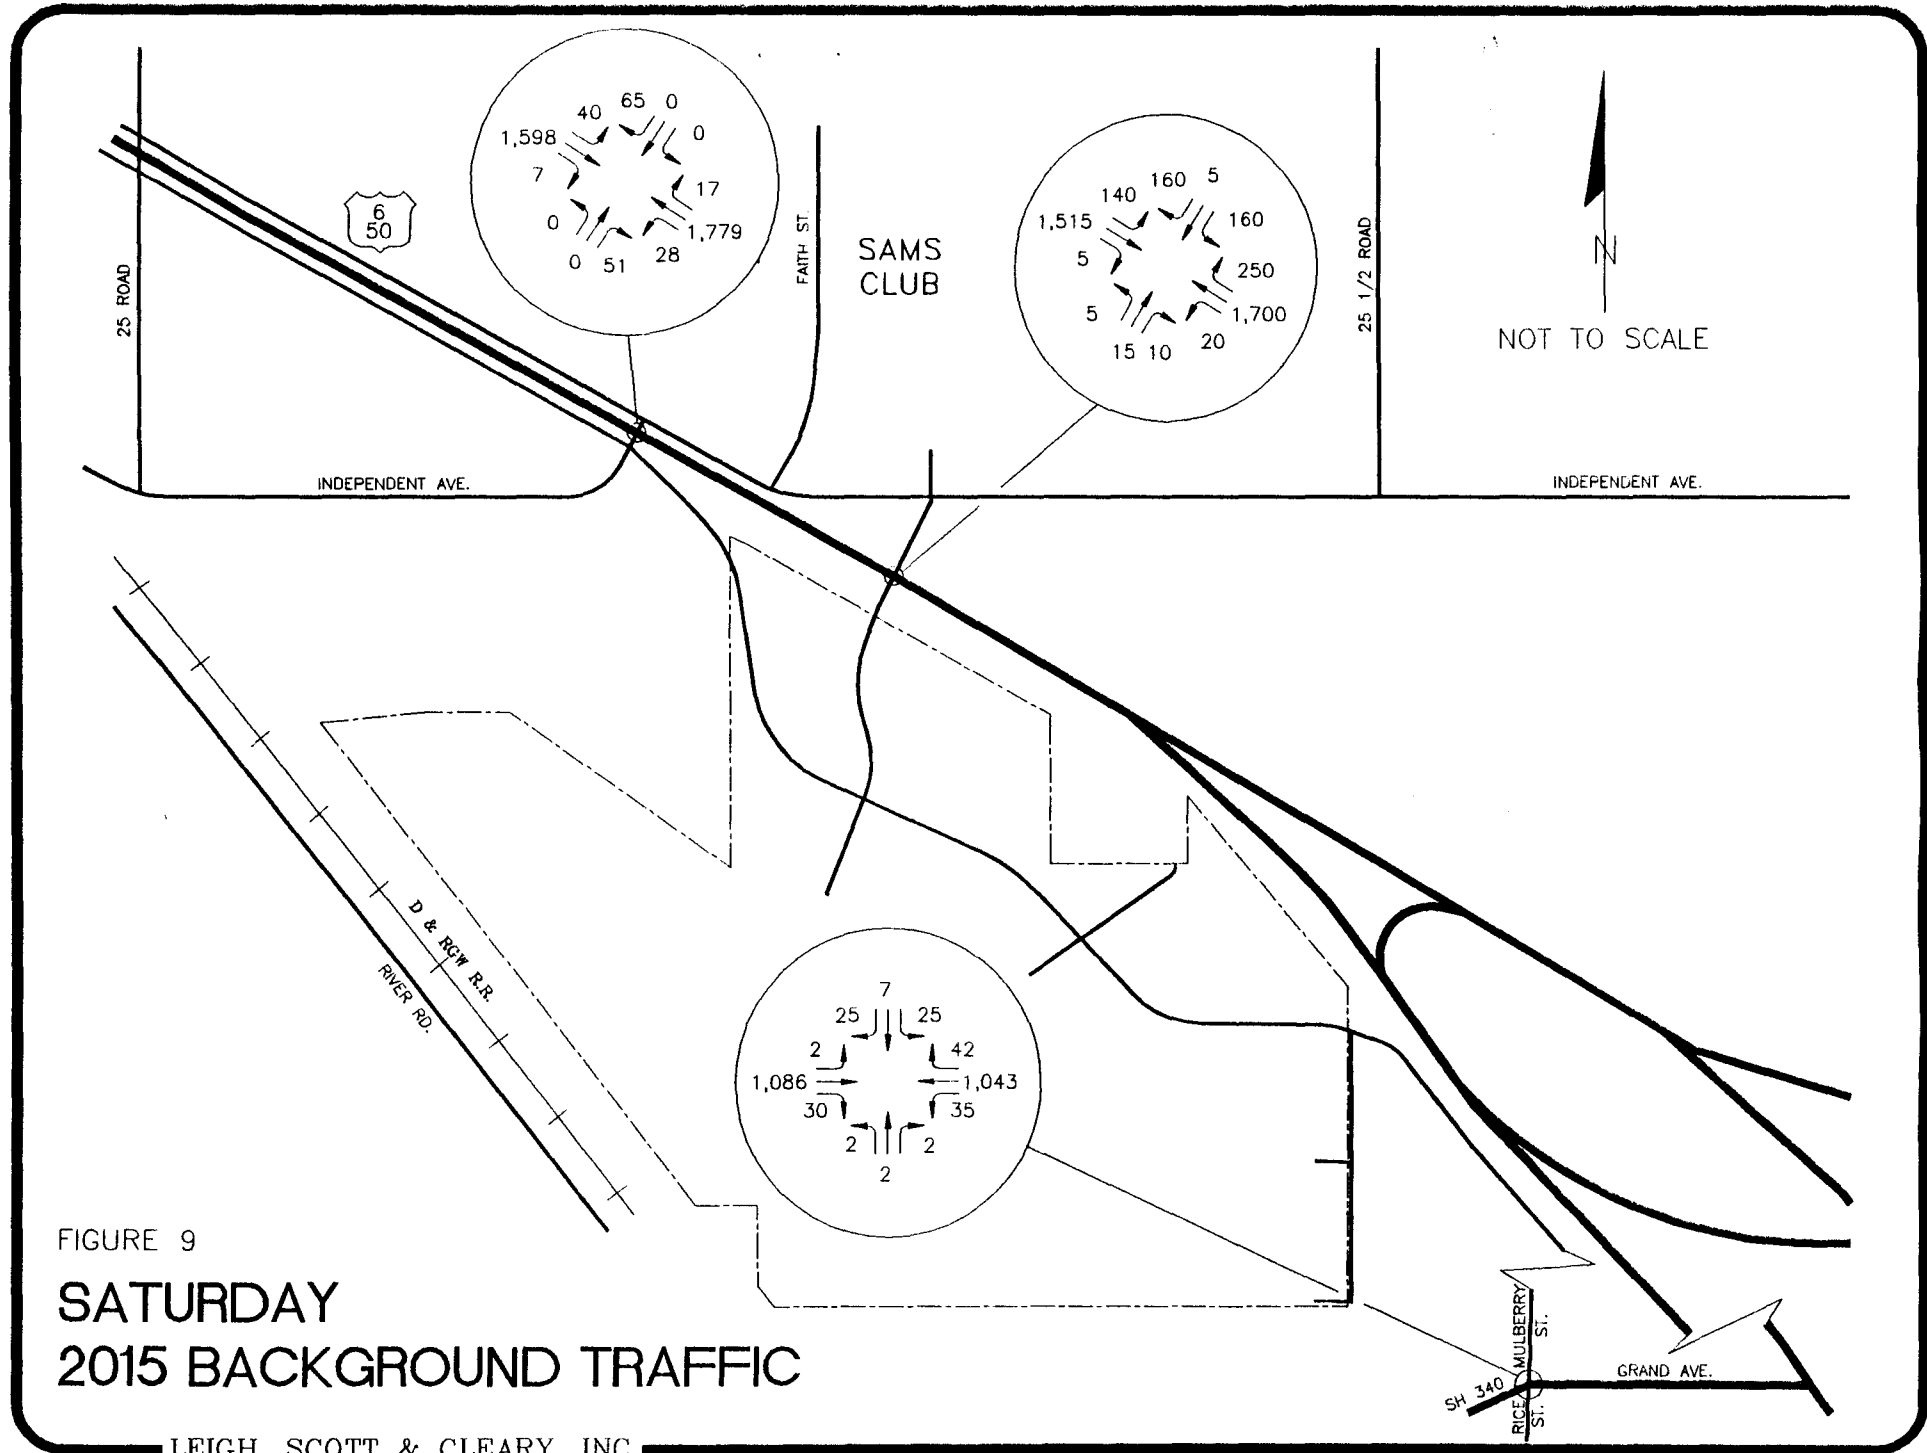 40 65 0
0
1,598
7
17
1,779
0
0 51 28
6
50
25 ROAD
FAITH ST.
SAMS
CLUB
140 160 5
160
1,515
5
250
1,700
5
15 10 20
25 1/2 ROAD
N
NOT TO SCALE
INDEPENDENT AVE.
INDEPENDENT AVE.
D & RGW R.R.
RIVER RD.
7
25 25
2 42
1,086 1,043
30 35
2 2
2
FIGURE 9
SATURDAY
2015 BACKGROUND TRAFFIC
MULBERRY
ST.
GRAND AVE.
SH 340
RICE
ST.
LEIGH, SCOTT & CLEARY, INC.